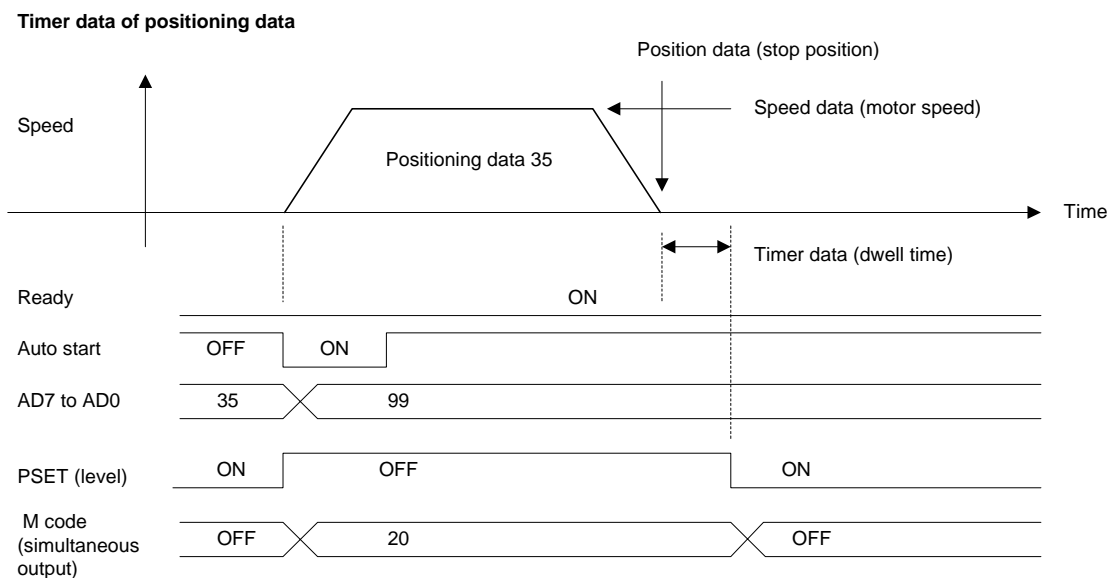 Timer data of positioning data
Position data (stop position)
Speed data (motor speed)
Speed
Positioning data 35
Time
Timer data (dwell time)
Ready
ON
Auto start
OFF
ON
AD7 to AD0
35
99
PSET (level)
ON
OFF
ON
M code
(simultaneous
output)
OFF
20
OFF